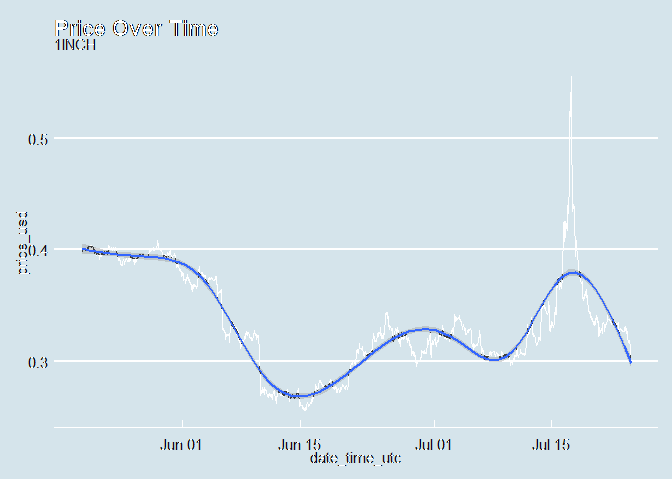 Price Over Time
1INCH
0.5
0.4
0.3
price_usd
Jun 01
Jun 15
Jul 01
Jul 15
date_time_utc